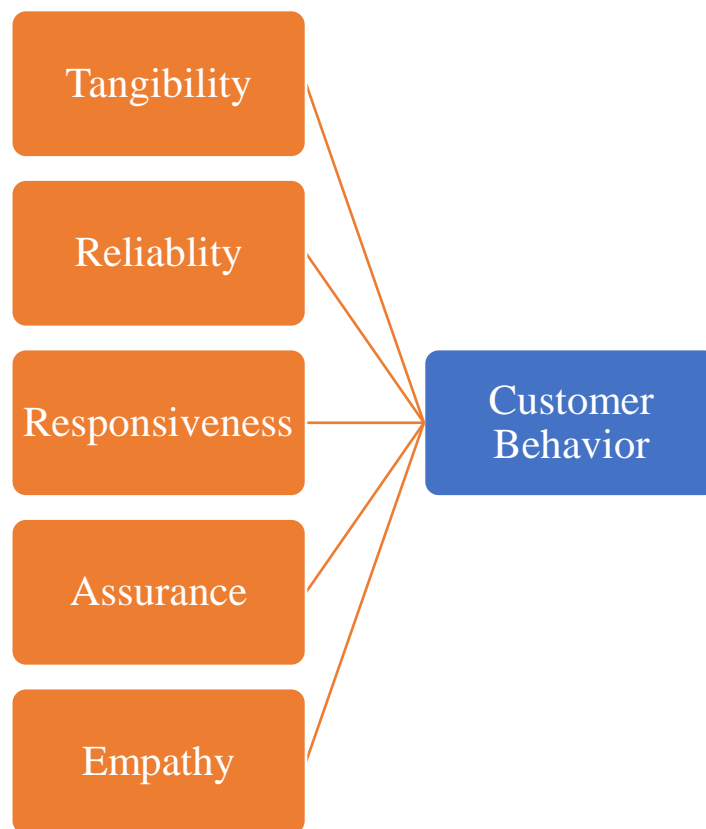 Tangibility
Reliablity
Responsiveness
Assurance
Empathy
Customer
Behavior